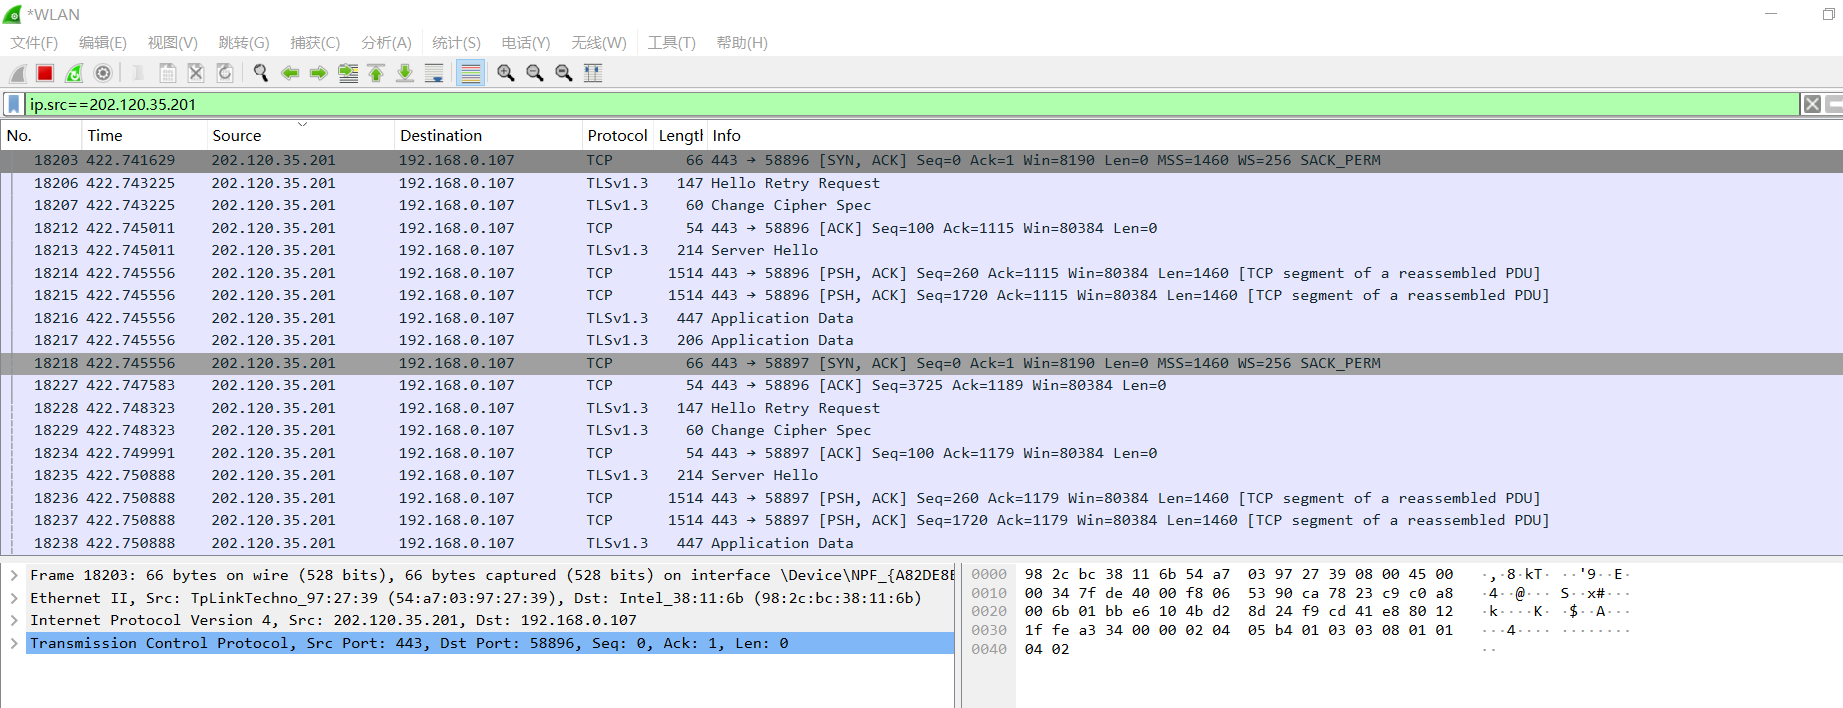 *WLAN
文件(F) 编辑(E) 视图(V) 跳转(G) 捕获(C) 分析(A) 统计(S) 电话(Y) 无线(W) 工具(T) 帮助(H)
ip.src==202.120.35.201
No. Time Source Destination Protocol Length Info
18203 422.741629 202.120.35.201 192.168.0.107 TCP 66 443 → 58896 [SYN, ACK] Seq=0 Ack=1 Win=8190 Len=0 MSS=1460 WS=256 SACK_PERM
18206 422.743225 202.120.35.201 192.168.0.107 TLSv1.3 147 Hello Retry Request
18207 422.743225 202.120.35.201 192.168.0.107 TLSv1.3 60 Change Cipher Spec
18212 422.745011 202.120.35.201 192.168.0.107 TCP 54 443 → 58896 [ACK] Seq=100 Ack=1115 Win=80384 Len=0
18213 422.745011 202.120.35.201 192.168.0.107 TLSv1.3 214 Server Hello
18214 422.745556 202.120.35.201 192.168.0.107 TCP 1514 443 → 58896 [PSH, ACK] Seq=260 Ack=1115 Win=80384 Len=1460 [TCP segment of a reassembled PDU]
18215 422.745556 202.120.35.201 192.168.0.107 TCP 1514 443 → 58896 [PSH, ACK] Seq=1720 Ack=1115 Win=80384 Len=1460 [TCP segment of a reassembled PDU]
18216 422.745556 202.120.35.201 192.168.0.107 TLSv1.3 447 Application Data
18217 422.745556 202.120.35.201 192.168.0.107 TLSv1.3 206 Application Data
18218 422.745556 202.120.35.201 192.168.0.107 TCP 66 443 → 58897 [SYN, ACK] Seq=0 Ack=1 Win=8190 Len=0 MSS=1460 WS=256 SACK_PERM
18227 422.747583 202.120.35.201 192.168.0.107 TCP 54 443 → 58896 [ACK] Seq=3725 Ack=1189 Win=80384 Len=0
18228 422.748323 202.120.35.201 192.168.0.107 TLSv1.3 147 Hello Retry Request
18229 422.748323 202.120.35.201 192.168.0.107 TLSv1.3 60 Change Cipher Spec
18234 422.749991 202.120.35.201 192.168.0.107 TCP 54 443 → 58897 [ACK] Seq=100 Ack=1179 Win=80384 Len=0
18235 422.750888 202.120.35.201 192.168.0.107 TLSv1.3 214 Server Hello
18236 422.750888 202.120.35.201 192.168.0.107 TCP 1514 443 → 58897 [PSH, ACK] Seq=260 Ack=1179 Win=80384 Len=1460 [TCP segment of a reassembled PDU]
18237 422.750888 202.120.35.201 192.168.0.107 TCP 1514 443 → 58897 [PSH, ACK] Seq=1720 Ack=1179 Win=80384 Len=1460 [TCP segment of a reassembled PDU]
18238 422.750888 202.120.35.201 192.168.0.107 TLSv1.3 447 Application Data
Frame 18203: 66 bytes on wire (528 bits), 66 bytes captured (528 bits) on interface \Device\NPF_{A82DE8E
Ethernet II, Src: TpLinkTechno_97:27:39 (54:a7:03:97:27:39), Dst: Intel_38:11:6b (98:2c:bc:38:11:6b)
Internet Protocol Version 4, Src: 202.120.35.201, Dst: 192.168.0.107
Transmission Control Protocol, Src Port: 443, Dst Port: 58896, Seq: 0, Ack: 1, Len: 0
0000 98 2c bc 38 11 6b 54 a7 03 97 27 39 08 00 45 00 ·,·8·kT· ··'9··E·
0010 00 34 7f de 40 00 f8 06 53 90 ca 78 23 c9 c0 a8 ·4··@··· S··x#···
0020 00 6b 01 bb e6 10 4b d2 8d 24 f9 cd 41 e8 80 12 ·k····K· ·$··A···
0030 1f fe a3 34 00 00 02 04 05 b4 01 03 03 08 01 01 ···4···· ········
0040 04 02 ··